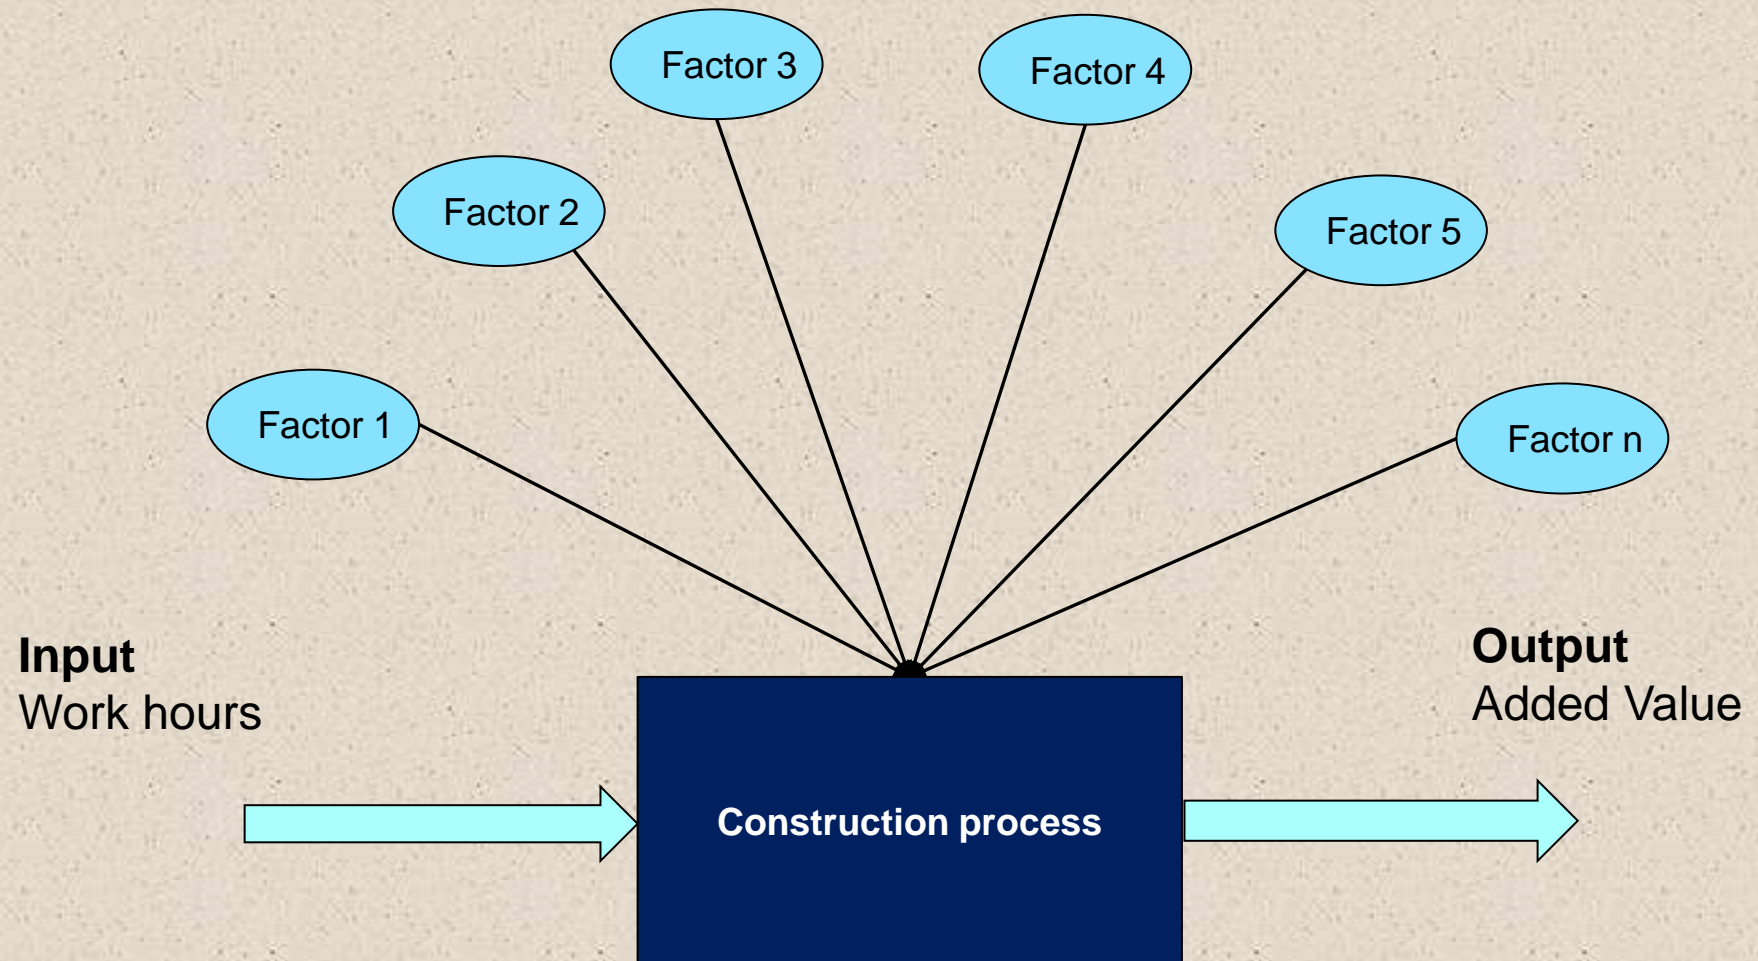 Factor 3
Factor 4
Factor 2
Factor 5
Factor 1
Factor n
Input
Work hours
Output
Added Value
Construction process